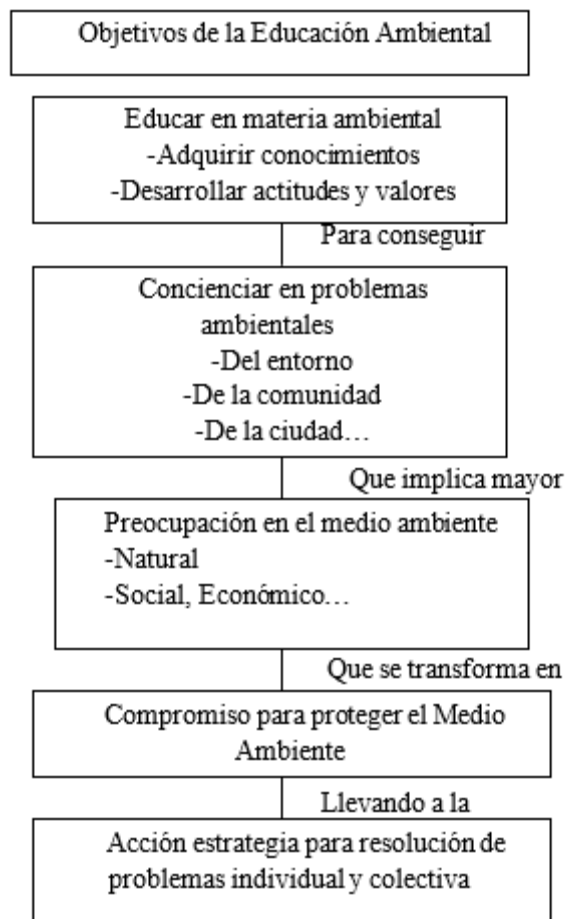 Objetivos de la Educación Ambiental
Educar en materia ambiental
-Adquirir conocimientos
-Desarrollar actitudes y valores
Para conseguir
Concienciar en problemas
ambientales
-Del entorno
-De la comunidad
-De la ciudad…
Que implica mayor
Preocupación en el medio ambiente
-Natural
-Social, Económico…
Que se transforma en
Compromiso para proteger el Medio
Ambiente
Llevando a la
Acción estrategia para resolución de
problemas individual y colectiva